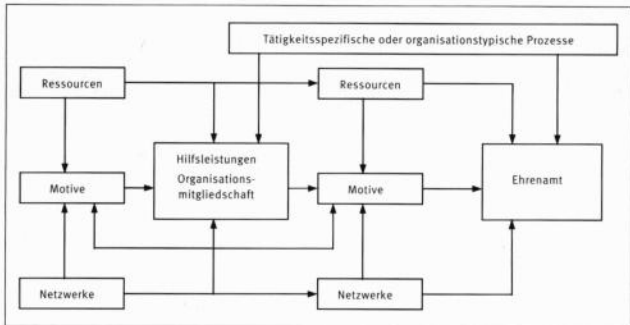 Tätigkeitsspezifische oder organisationstypische Prozesse
Ressourcen
Ressourcen
Hilfsleistungen
Organisations-
mitgliedschaft
Motive
Motive
Ehrenamt
Netzwerke
Netzwerke